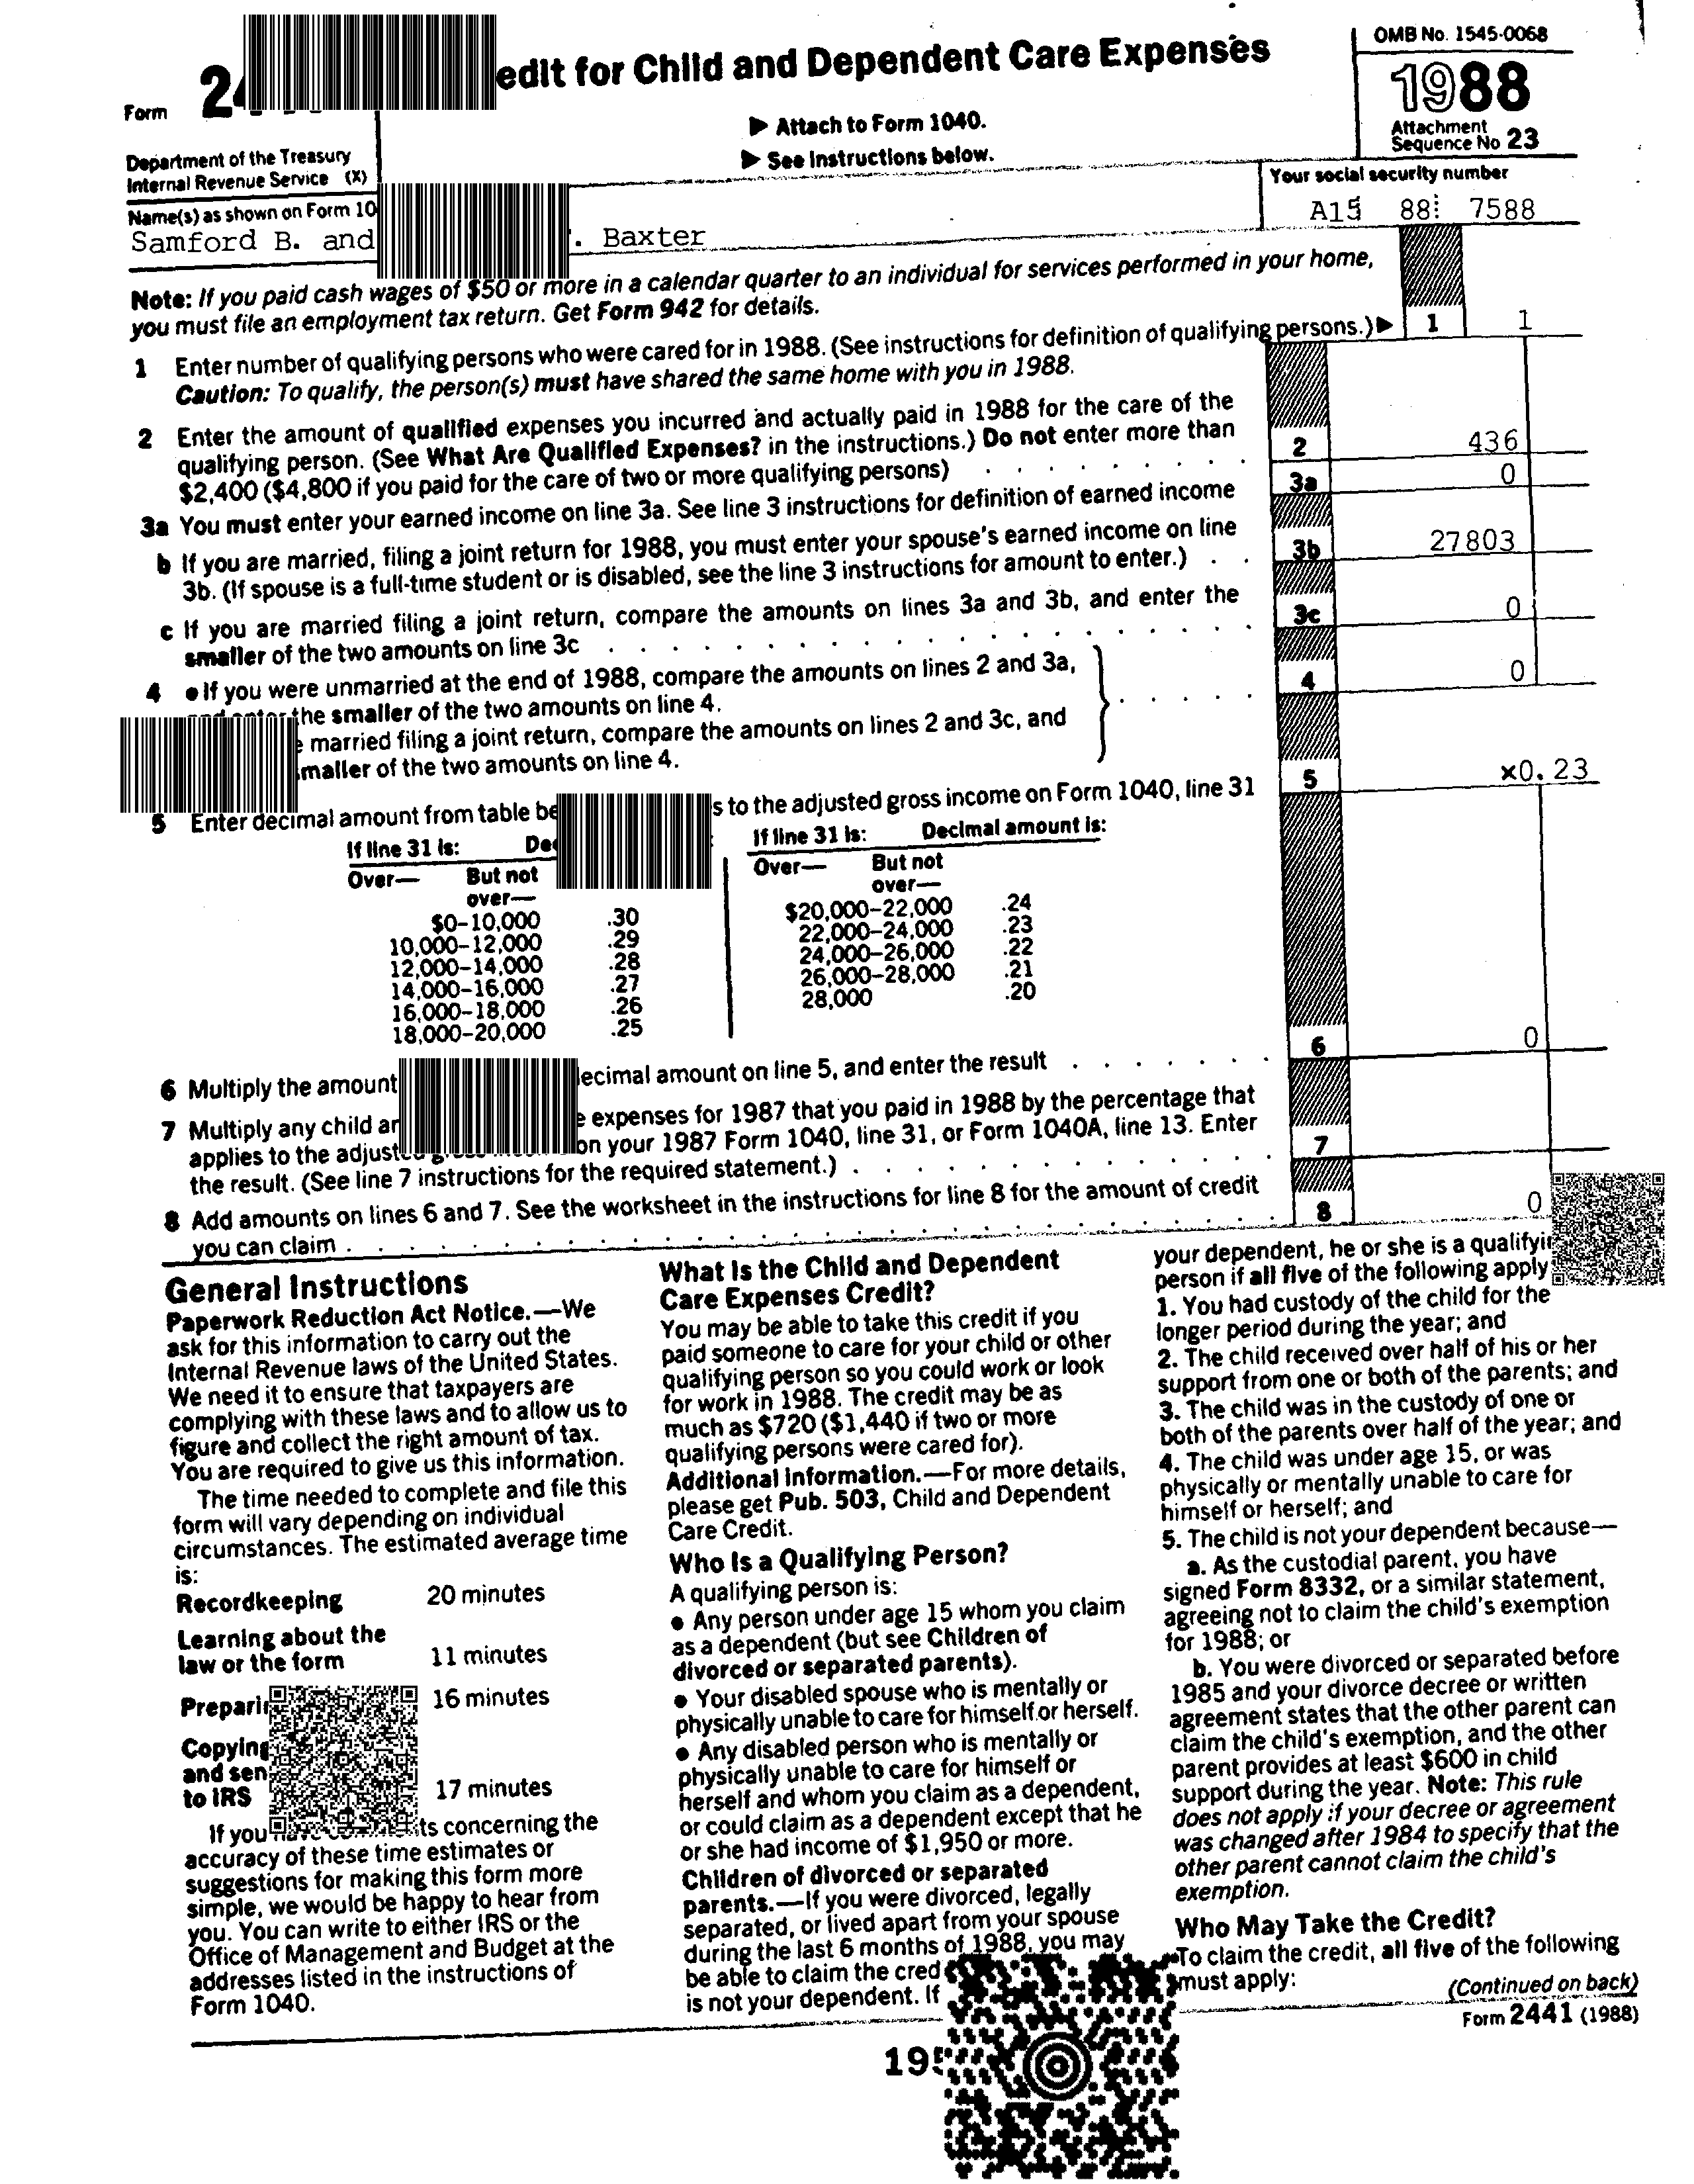 Form
edit for Child and Dependent Care Expenses
▶ Attach to Form 1040.
▶ See Instructions below.
OMB No. 1545-0068
1988
Attachment
Sequence No 23
Department of the Treasury
Internal Revenue Service (X)
Name(s) as shown on Form 10
Samford B. and . Baxter
Your social security number
A15 88 7588
Note: If you paid cash wages of $50 or more in a calendar quarter to an individual for services performed in your home,
you must file an employment tax return. Get Form 942 for details.
1 Enter number of qualifying persons who were cared for in 1988. (See instructions for definition of qualifying persons.) ▶ 1 1
Caution: To qualify, the person(s) must have shared the same home with you in 1988.
2 Enter the amount of qualified expenses you incurred and actually paid in 1988 for the care of the
qualifying person. (See What Are Qualified Expenses? in the instructions.) Do not enter more than
$2,400 ($4,800 if you paid for the care of two or more qualifying persons) . . . . . . . 2 436
3a You must enter your earned income on line 3a. See line 3 instructions for definition of earned income 3a 0
b If you are married, filing a joint return for 1988, you must enter your spouse's earned income on line
3b. (If spouse is a full-time student or is disabled, see the line 3 instructions for amount to enter.) . . 3b 27803
c If you are married filing a joint return, compare the amounts on lines 3a and 3b, and enter the
smaller of the two amounts on line 3c . . . . . . . . . . . . . . . 3c 0
4 ● If you were unmarried at the end of 1988, compare the amounts on lines 2 and 3a,
and enter the smaller of the two amounts on line 4. . . . . 4 0
married filing a joint return, compare the amounts on lines 2 and 3c, and
smaller of the two amounts on line 4.
5 Enter decimal amount from table be s to the adjusted gross income on Form 1040, line 31 5 x0.23
If line 31 is: Dec If line 31 is: Decimal amount is:
Over— But not Over— But not
over— over—
$0–10,000 .30 $20,000–22,000 .24
10,000–12,000 .29 22,000–24,000 .23
12,000–14,000 .28 24,000–26,000 .22
14,000–16,000 .27 26,000–28,000 .21
16,000–18,000 .26 28,000 .20
18,000–20,000 .25
6 Multiply the amount decimal amount on line 5, and enter the result . . . . . . . 6 0
7 Multiply any child an e expenses for 1987 that you paid in 1988 by the percentage that
applies to the adjusted on your 1987 Form 1040, line 31, or Form 1040A, line 13. Enter
the result. (See line 7 instructions for the required statement.) . . . . . . . . . . . 7
8 Add amounts on lines 6 and 7. See the worksheet in the instructions for line 8 for the amount of credit
you can claim . . . . . . . . . . . . . . . . . . . . . . 8 0
General Instructions
Paperwork Reduction Act Notice.—We
ask for this information to carry out the
Internal Revenue laws of the United States.
We need it to ensure that taxpayers are
complying with these laws and to allow us to
figure and collect the right amount of tax.
You are required to give us this information.
The time needed to complete and file this
form will vary depending on individual
circumstances. The estimated average time
is:
Recordkeeping 20 minutes
Learning about the
law or the form 11 minutes
Preparin 16 minutes
Copying
and sen
to IRS 17 minutes
If you have ts concerning the
accuracy of these time estimates or
suggestions for making this form more
simple, we would be happy to hear from
you. You can write to either IRS or the
Office of Management and Budget at the
addresses listed in the instructions of
Form 1040.
What Is the Child and Dependent
Care Expenses Credit?
You may be able to take this credit if you
paid someone to care for your child or other
qualifying person so you could work or look
for work in 1988. The credit may be as
much as $720 ($1,440 if two or more
qualifying persons were cared for).
Additional Information.—For more details,
please get Pub. 503, Child and Dependent
Care Credit.
Who Is a Qualifying Person?
A qualifying person is:
● Any person under age 15 whom you claim
as a dependent (but see Children of
divorced or separated parents).
● Your disabled spouse who is mentally or
physically unable to care for himself or herself.
● Any disabled person who is mentally or
physically unable to care for himself or
herself and whom you claim as a dependent,
or could claim as a dependent except that he
or she had income of $1,950 or more.
Children of divorced or separated
parents.—If you were divorced, legally
separated, or lived apart from your spouse
during the last 6 months of 1988, you may
be able to claim the cred
is not your dependent. If
your dependent, he or she is a qualifyi
person if all five of the following apply
1. You had custody of the child for the
longer period during the year; and
2. The child received over half of his or her
support from one or both of the parents; and
3. The child was in the custody of one or
both of the parents over half of the year; and
4. The child was under age 15, or was
physically or mentally unable to care for
himself or herself; and
5. The child is not your dependent because—
a. As the custodial parent, you have
signed Form 8332, or a similar statement,
agreeing not to claim the child's exemption
for 1988; or
b. You were divorced or separated before
1985 and your divorce decree or written
agreement states that the other parent can
claim the child's exemption, and the other
parent provides at least $600 in child
support during the year. Note: This rule
does not apply if your decree or agreement
was changed after 1984 to specify that the
other parent cannot claim the child's
exemption.
Who May Take the Credit?
To claim the credit, all five of the following
must apply:
(Continued on back)
Form 2441 (1988)